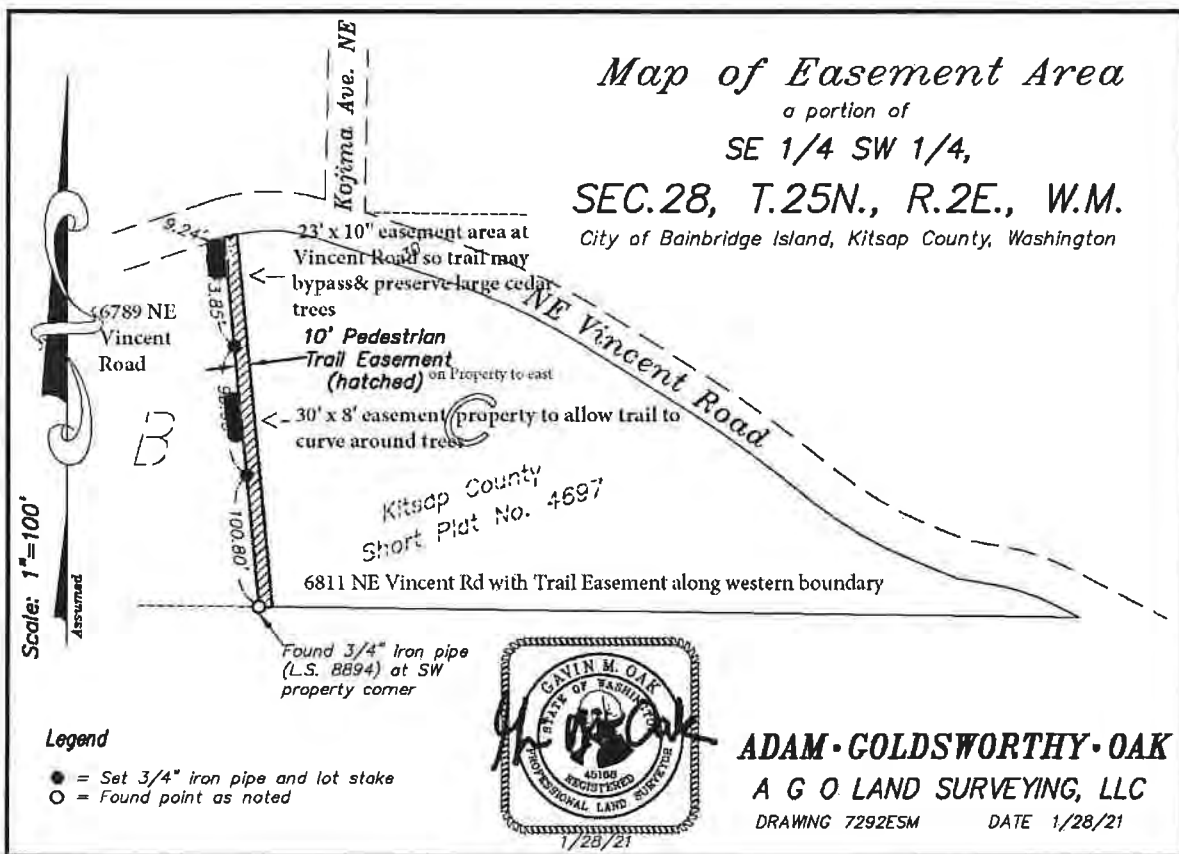 Map of Easement Area
a portion of
SE 1/4 SW 1/4,
SEC.28, T.25N., R.2E., W.M.
City of Bainbridge Island, Kitsap County, Washington
Kojima Ave. NE
NE Vincent Road
9.24'
23' x 10" easement area at
Vincent Road so trail may
bypass& preserve large cedar
trees
3.85'
6789 NE
Vincent
Road
10' Pedestrian
Trail Easement
(hatched) on Property to east
30' x 8' easement property to allow trail to
curve around trees
B
C
Kitsap County
Short Plat No. 4697
100.80'
6811 NE Vincent Rd with Trail Easement along western boundary
Scale: 1"=100'
Assumed
Found 3/4" iron pipe
(L.S. 8894) at SW
property corner
Legend
= Set 3/4" iron pipe and lot stake
= Found point as noted
GAVIN M. OAK
STATE OF WASHINGTON
45168
REGISTERED
PROFESSIONAL LAND SURVEYOR
1/28/21
ADAM·GOLDSWORTHY·OAK
A G O LAND SURVEYING, LLC
DRAWING 7292ESM DATE 1/28/21